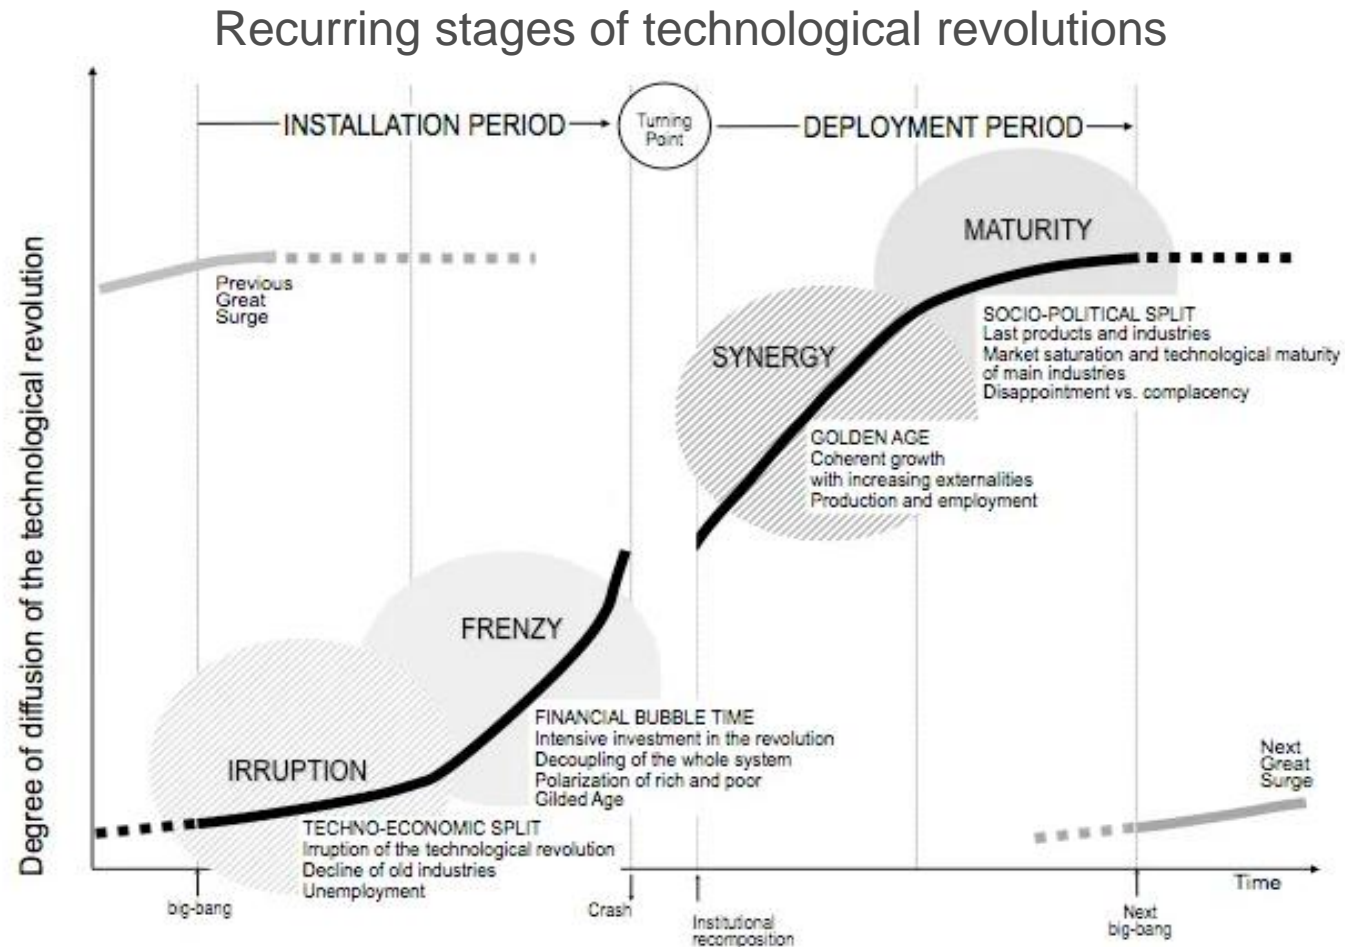 Recurring stages of technological revolutions
INSTALLATION PERIOD
Turning
Point
DEPLOYMENT PERIOD
Degree of diffusion of the technological revolution
Previous
Great
Surge
MATURITY
SOCIO-POLITICAL SPLIT
Last products and industries
Market saturation and technological maturity
of main industries
Disappointment vs. complacency
SYNERGY
GOLDEN AGE
Coherent growth
with increasing externalities
Production and employment
FRENZY
FINANCIAL BUBBLE TIME
Intensive investment in the revolution
Decoupling of the whole system
Polarization of rich and poor
Gilded Age
IRRUPTION
TECHNO-ECONOMIC SPLIT
Irruption of the technological revolution
Decline of old industries
Unemployment
Next
Great
Surge
Time
big-bang
Crash
Institutional
recomposition
Next
big-bang